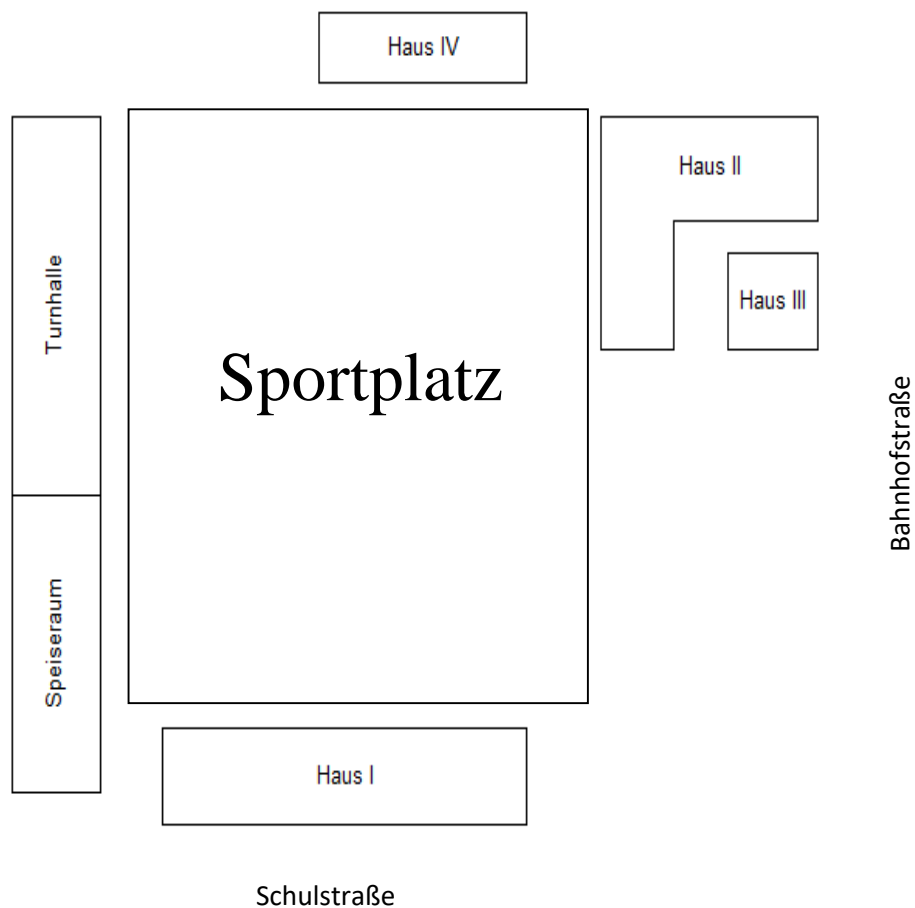 Haus IV
Haus II
Turnhalle
Haus III
Sportplatz
Bahnhofstraße
Speiseraum
Haus I
Schulstraße